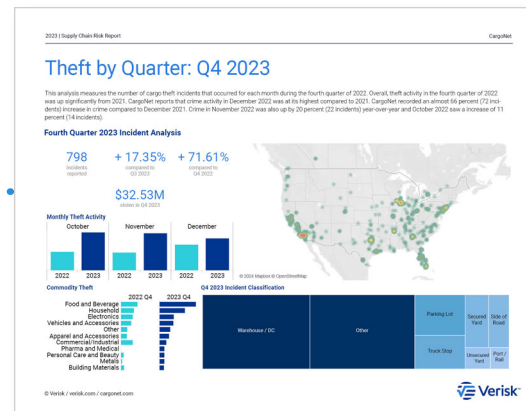 2023 | Supply Chain Risk Report
CargoNet
Theft by Quarter: Q4 2023
This analysis measures the number of cargo theft incidents that occurred for each month during the fourth quarter of 2022. Overall, theft activity in the fourth quarter of 2022
was up significantly from 2021. CargoNet reports that crime activity in December 2022 was at its highest compared to 2021. CargoNet recorded an almost 66 percent (72 inci-
dents) increase in crime compared to December 2021. Crime in November 2022 was also up by 20 percent (22 incidents) year-over-year and October 2022 saw a increase of 11
percent (14 incidents).
Fourth Quarter 2023 Incident Analysis
798
incidents
reported
+ 17.35%
compared to
Q3 2023
+ 71.61%
compared to
Q4 2022
$32.53M
stolen in Q4 2023
© 2024 Mapbox © OpenStreetMap
Monthly Theft Activity
October
November
December
2022 2023
2022 2023
2022 2023
Commodity Theft
2022 Q4
2023 Q4
Food and Beverage
Household
Electronics
Vehicles and Accessories
Other
Apparel and Accessories
Commercial/Industrial
Pharma and Medical
Personal Care and Beauty
Metals
Building Materials
Q4 2023 Incident Classification
Warehouse / DC
Other
Parking Lot
Truck Stop
Secured
Yard
Side of
Road
Unsecured
Yard
Port /
Rail
© Verisk / verisk.com / cargonet.com
Verisk